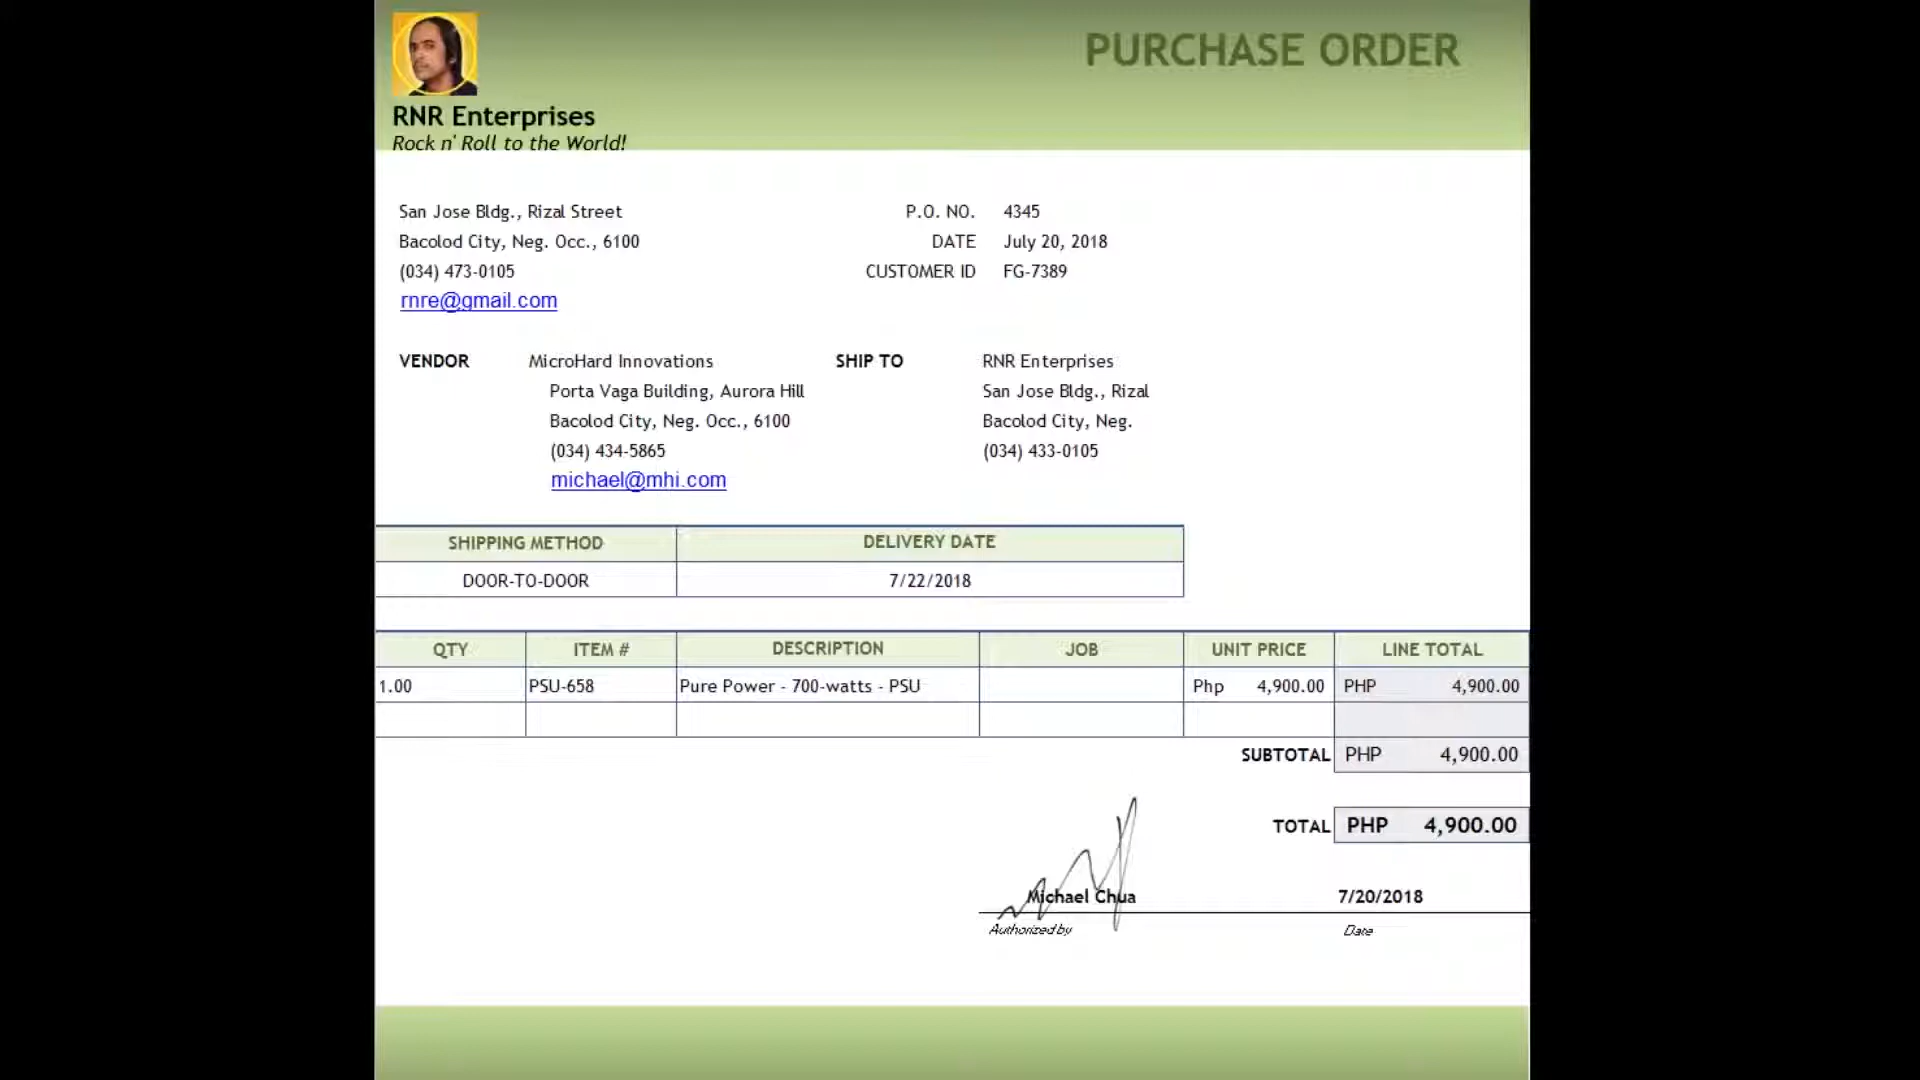 PURCHASE ORDER
RNR Enterprises
Rock n' Roll to the World!
San Jose Bldg., Rizal Street
P.O. NO. 4345
Bacolod City, Neg. Occ., 6100
DATE July 20, 2018
(034) 473-0105
CUSTOMER ID FG-7389
rnre@gmail.com
VENDOR MicroHard Innovations SHIP TO RNR Enterprises
Porta Vaga Building, Aurora Hill San Jose Bldg., Rizal
Bacolod City, Neg. Occ., 6100 Bacolod City, Neg.
(034) 434-5865 (034) 433-0105
michael@mhi.com
SHIPPING METHOD DELIVERY DATE
DOOR-TO-DOOR 7/22/2018
QTY ITEM # DESCRIPTION JOB UNIT PRICE LINE TOTAL
1.00 PSU-658 Pure Power - 700-watts - PSU Php 4,900.00 PHP 4,900.00
SUBTOTAL PHP 4,900.00
TOTAL PHP 4,900.00
Michael Chua 7/20/2018
Authorized by Date